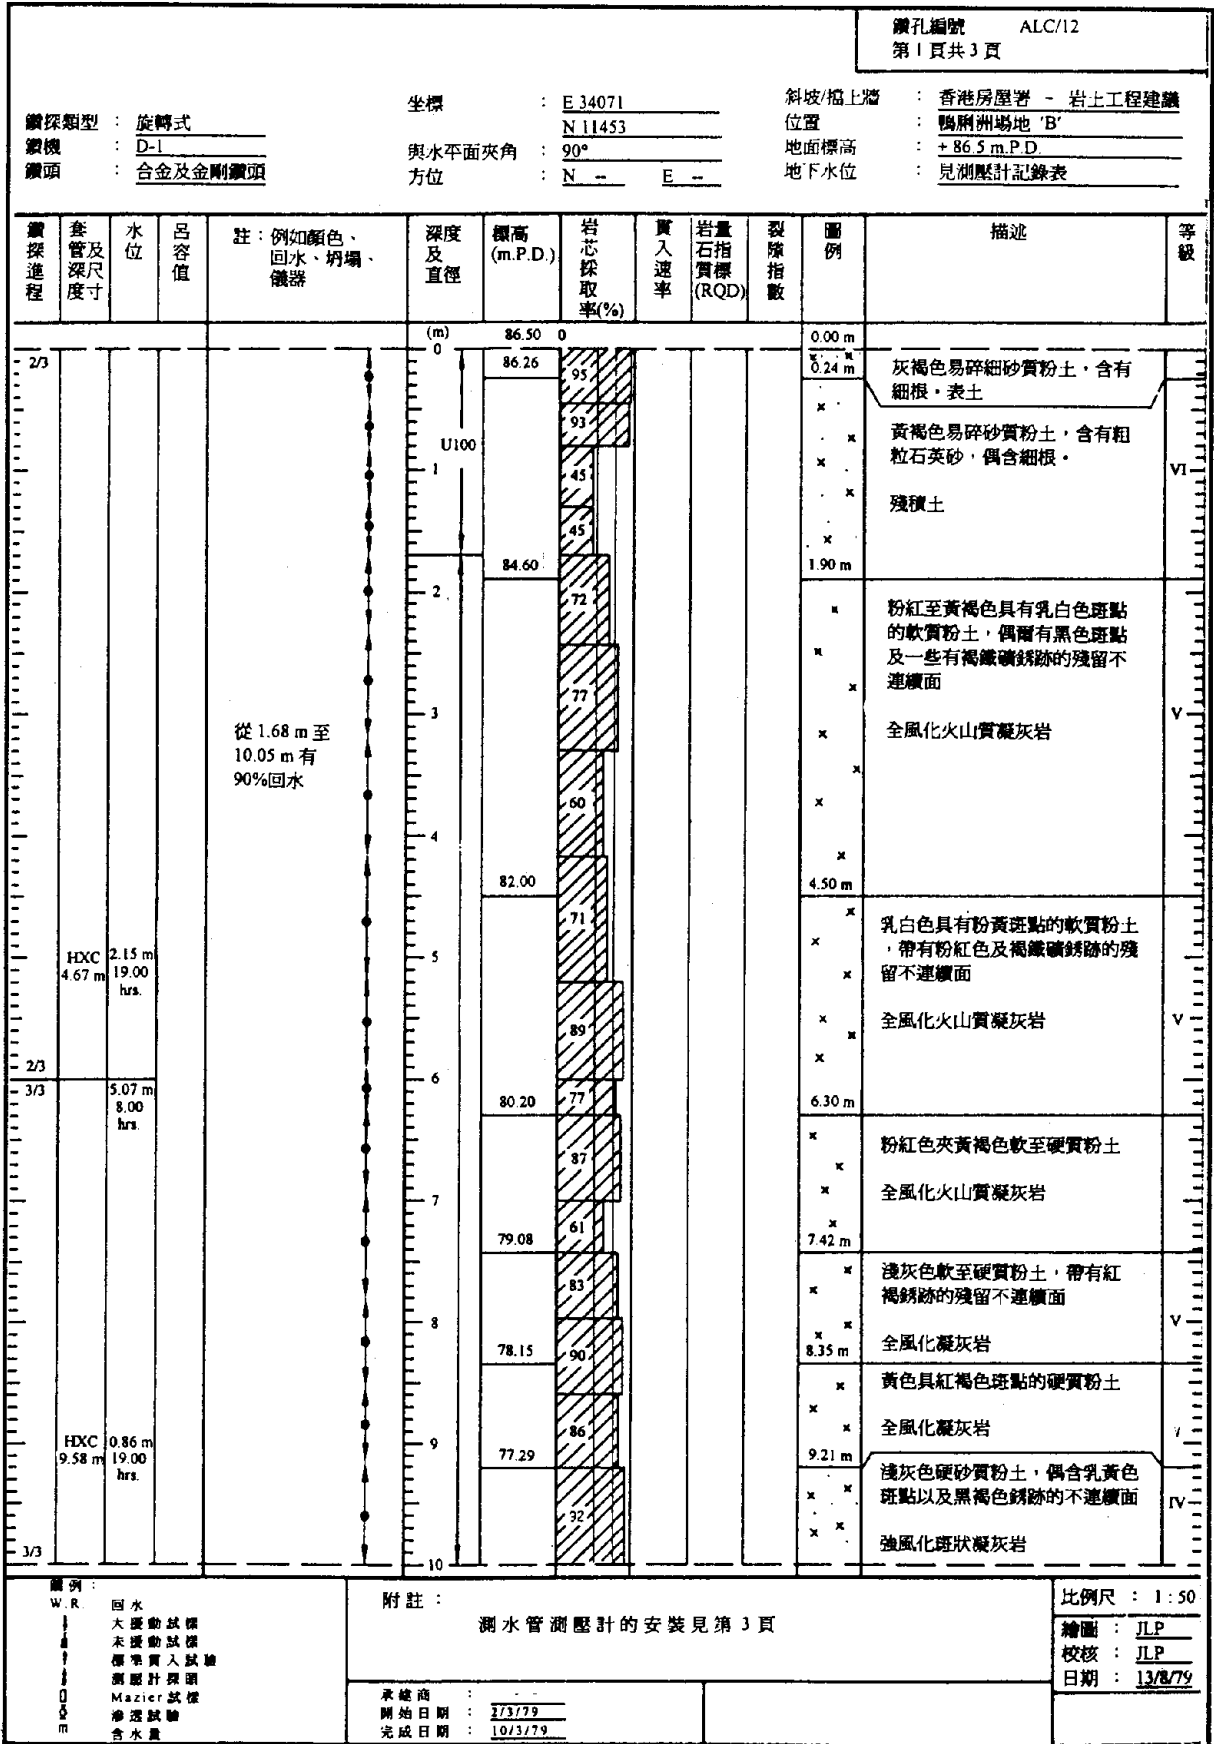 鑽孔編號 ALC/12
第 1 頁共 3 頁
鑽探類型 : 旋轉式
鑽機 : D-1
鑽頭 : 合金及金剛鑽頭
坐標 : E 34071
N 11453
與水平面夾角 : 90°
方位 : N -- E --
斜坡/擋土牆 : 香港房屋署 - 岩土工程建議
位置 : 鴨脷洲場地 'B'
地面標高 : + 86.5 m.P.D.
地下水位 : 見測壓計記錄表
鑽探進程
套管及深度尺寸
水位
呂容值
註：例如顏色、
回水、坍塌、
儀器
深度
及
直徑
標高
(m.P.D.)
岩芯採取率(%)
貫入速率
岩石質量指標
(RQD)
裂隙指數
圖例
描述
等級
(m) 86.50 0 0.00 m
2/3 0 86.26 95 0.24 m
灰褐色易碎細砂質粉土，含有
細根。表土
93
U100
黃褐色易碎砂質粉土，含有粗
粒石英砂，偶含細根。
1 45 VI
殘積土
45
84.60 1.90 m
2 72
粉紅至黃褐色具有乳白色斑點
的軟質粉土，偶爾有黑色斑點
及一些有褐鐵礦銹跡的殘留不
連續面
77
3 V
從 1.68 m 至
10.05 m 有
90%回水
全風化火山質凝灰岩
60
4
82.00 4.50 m
71
乳白色具有粉黃斑點的軟質粉土
，帶有粉紅色及褐鐵礦銹跡的殘
留不連續面
HXC 2.15 m 5
4.67 m 19.00
hrs.
全風化火山質凝灰岩
89 V
2/3
6
3/3 5.07 m
8.00
hrs.
80.20 77 6.30 m
粉紅色夾黃褐色軟至硬質粉土
87
全風化火山質凝灰岩
7
61
79.08 7.42 m
淺灰色軟至硬質粉土，帶有紅
褐銹跡的殘留不連續面
83
8 V
全風化凝灰岩
78.15 90 8.35 m
黃色具紅褐色斑點的硬質粉土
全風化凝灰岩
86
HXC 0.86 m 9
9.58 m 19.00
hrs.
77.29 9.21 m
淺灰色硬砂質粉土，偶含乳黃色
斑點以及黑褐色銹跡的不連續面
92 IV
強風化斑狀凝灰岩
3/3 10
圖例：
W.R. 回水
大擾動試樣
未擾動試樣
標準貫入試驗
測壓計探頭
Mazier 試樣
滲透試驗
m 含水量
附註：
測水管測壓計的安裝見第 3 頁
承建商 : - -
開始日期 : 2/3/79
完成日期 : 10/3/79
比例尺 : 1 : 50
繪圖 : JLP
校核 : JLP
日期 : 13/8/79